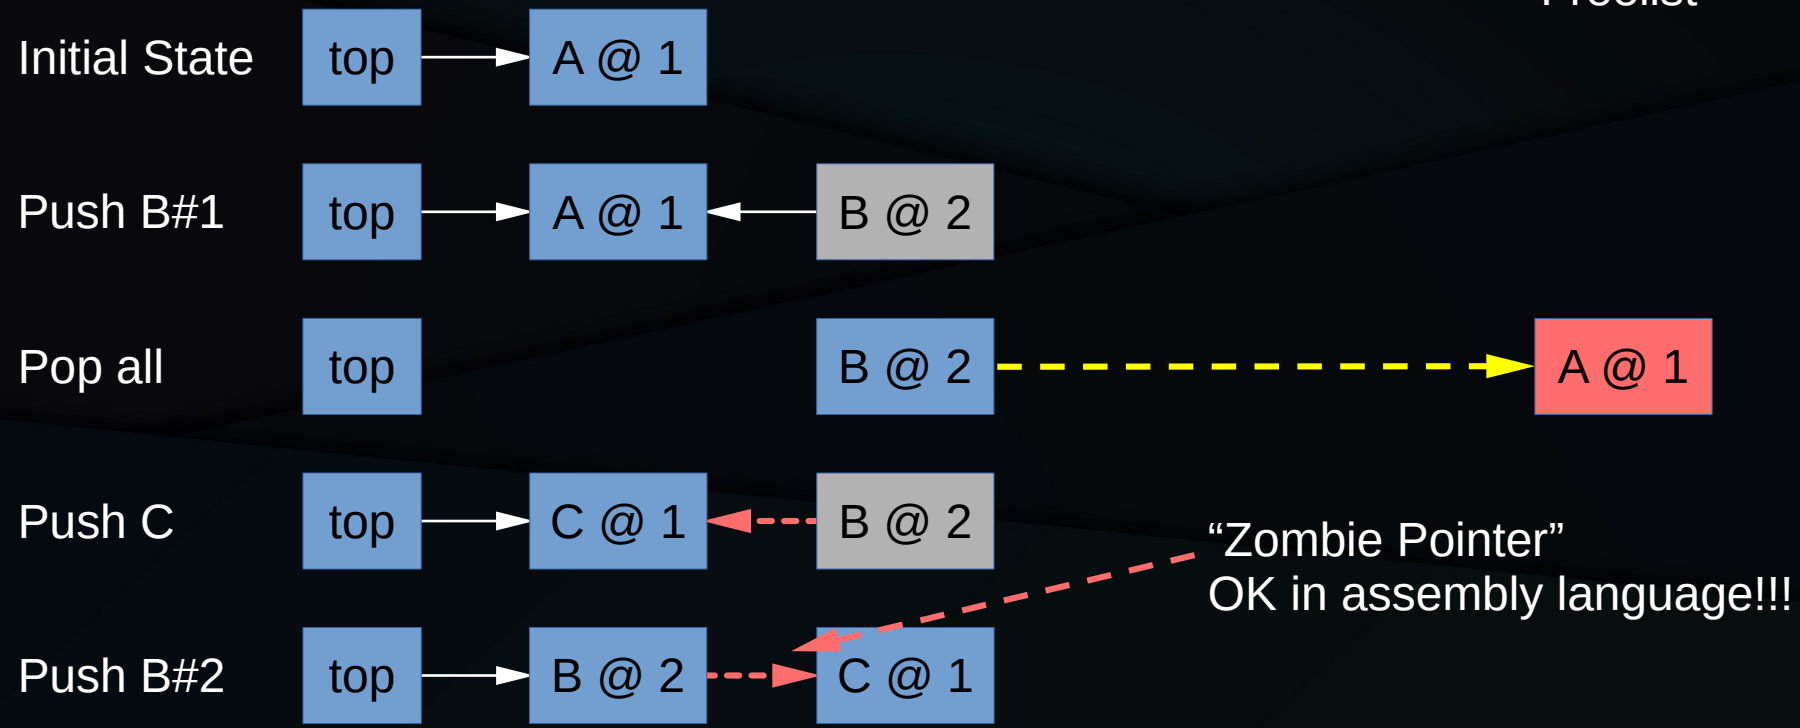 Initial State top A @ 1
Push B#1 top A @ 1 B @ 2
Pop all top B @ 2 A @ 1
Push C top C @ 1 B @ 2
“Zombie Pointer”
OK in assembly language!!!
Push B#2 top B @ 2 C @ 1